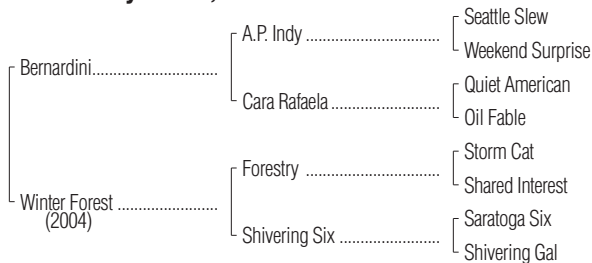 Seattle Slew
A.P. Indy ..............................
Weekend Surprise
Bernardini............................
Quiet American
Cara Rafaela ........................
Oil Fable
Storm Cat
Forestry ..............................
Shared Interest
Winter Forest ......................
(2004)
Saratoga Six
Shivering Six ......................
Shivering Gal